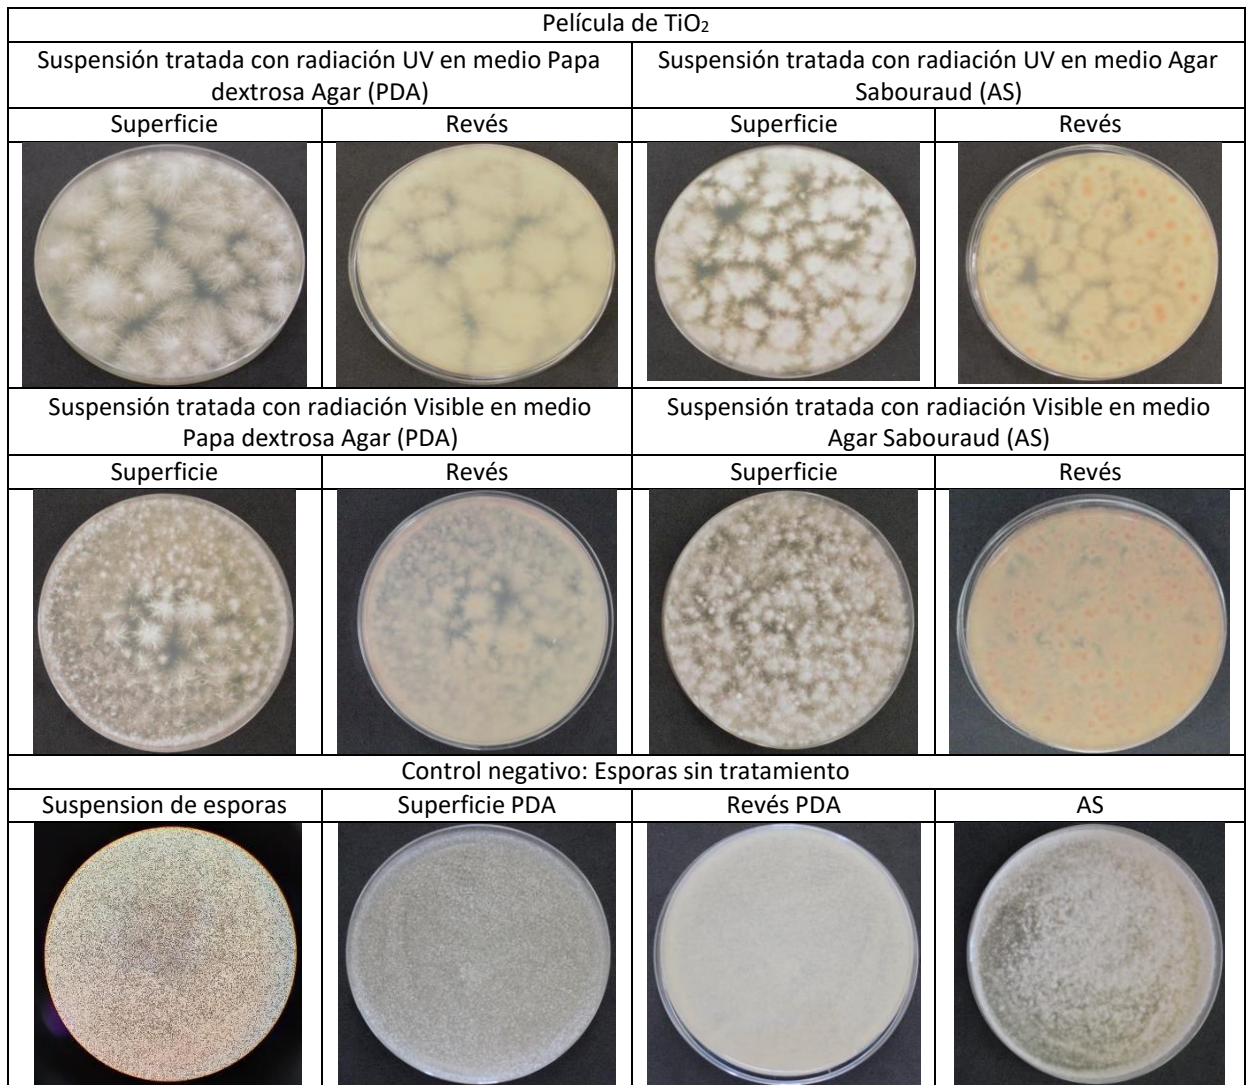 Película de TiO₂
Suspensión tratada con radiación UV en medio Papa
dextrosa Agar (PDA)
Suspensión tratada con radiación UV en medio Agar
Sabouraud (AS)
Superficie
Revés
Superficie
Revés
Suspensión tratada con radiación Visible en medio
Papa dextrosa Agar (PDA)
Suspensión tratada con radiación Visible en medio
Agar Sabouraud (AS)
Superficie
Revés
Superficie
Revés
Control negativo: Esporas sin tratamiento
Suspension de esporas
Superficie PDA
Revés PDA
AS